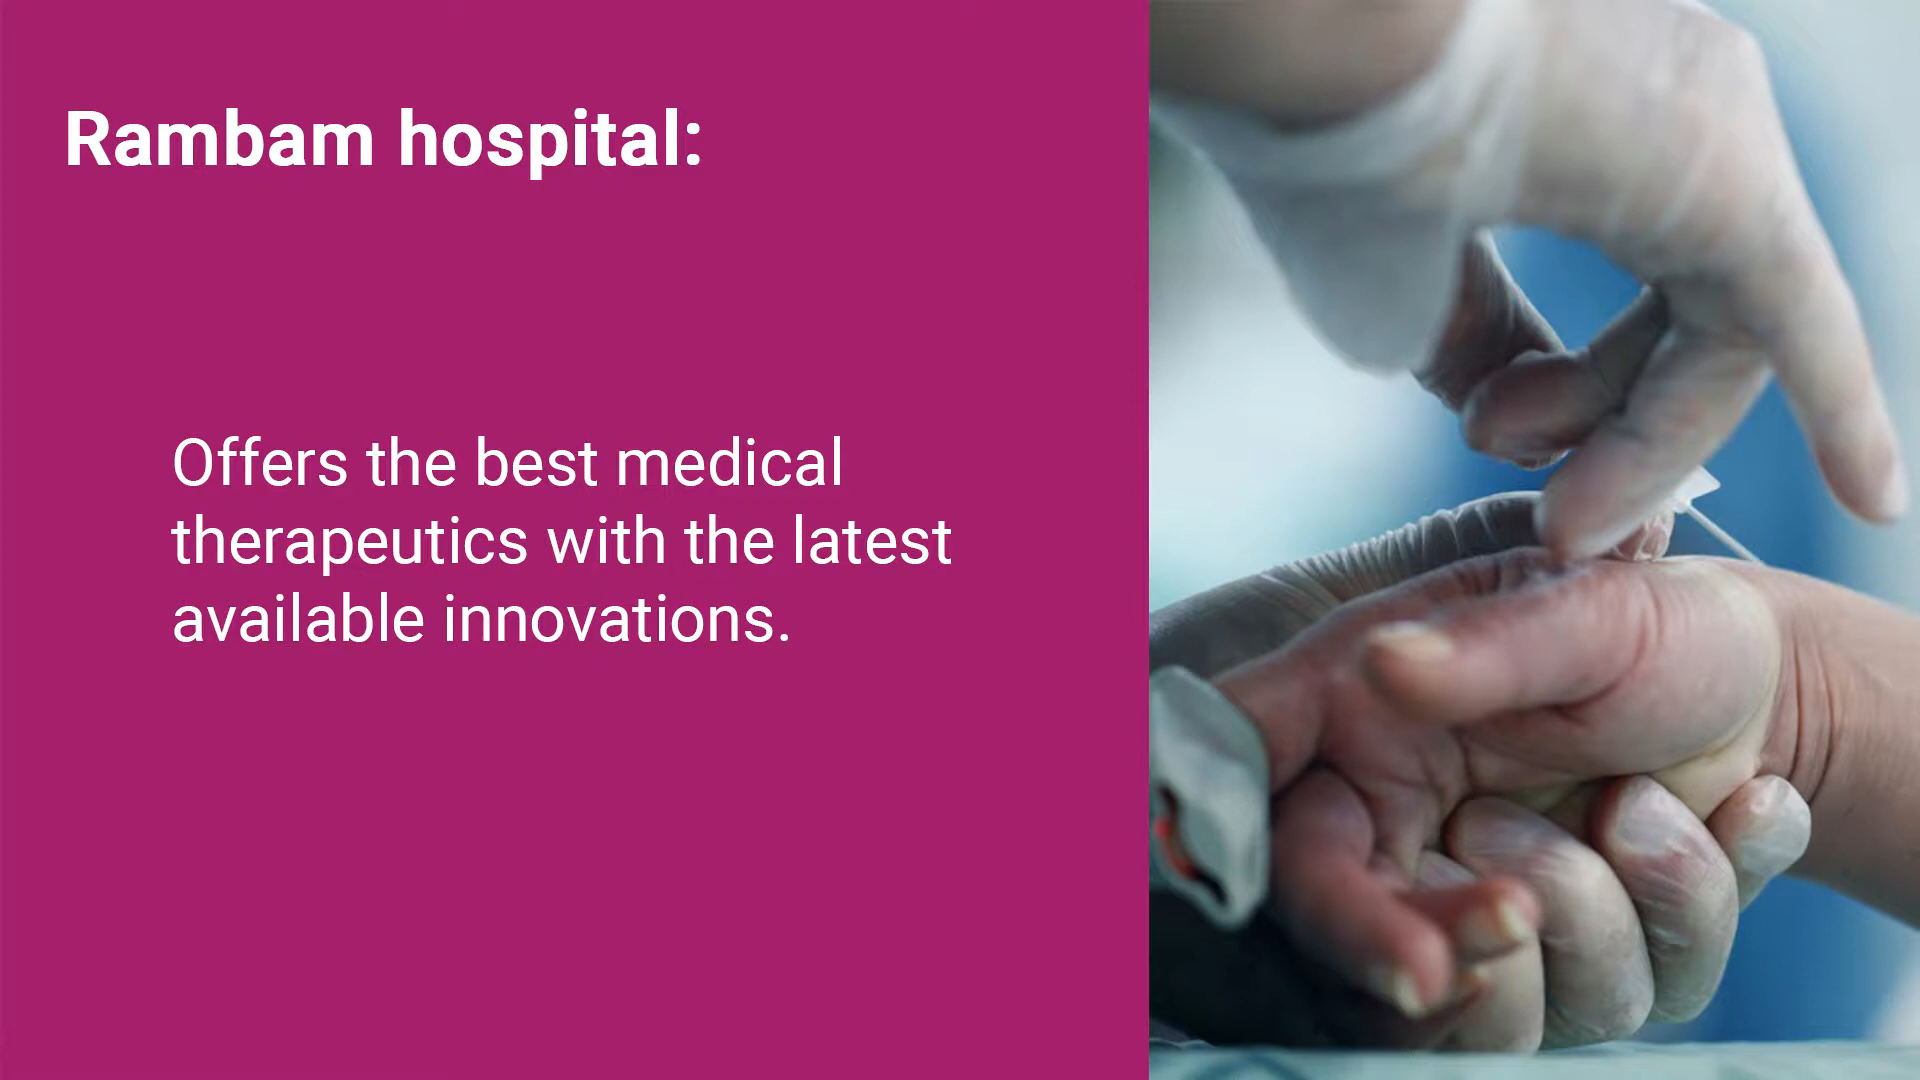 Rambam hospital:
Offers the best medical
therapeutics with the latest
available innovations.